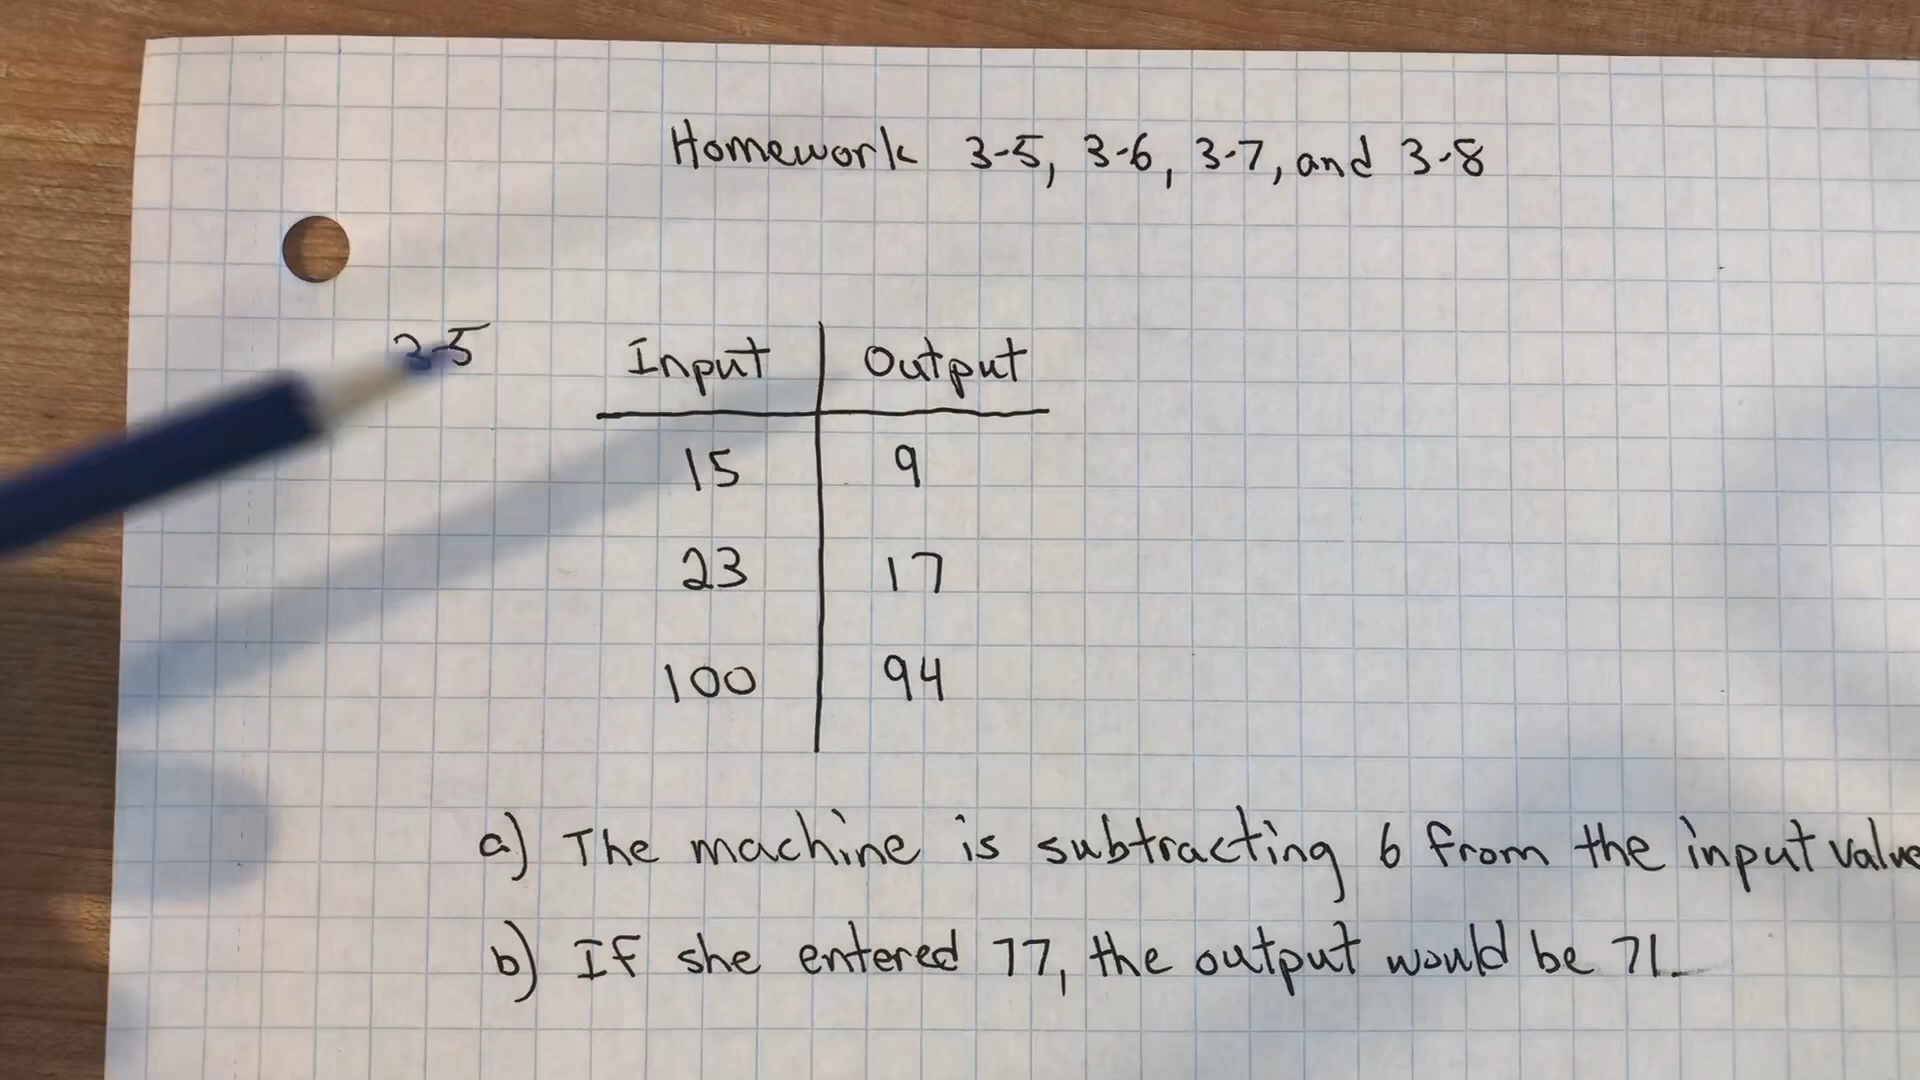 Homework 3-5, 3-6, 3-7, and 3-8
3-5
Input Output
15 9
23 17
100 94
a) The machine is subtracting 6 from the input value
b) If she entered 77, the output would be 71.